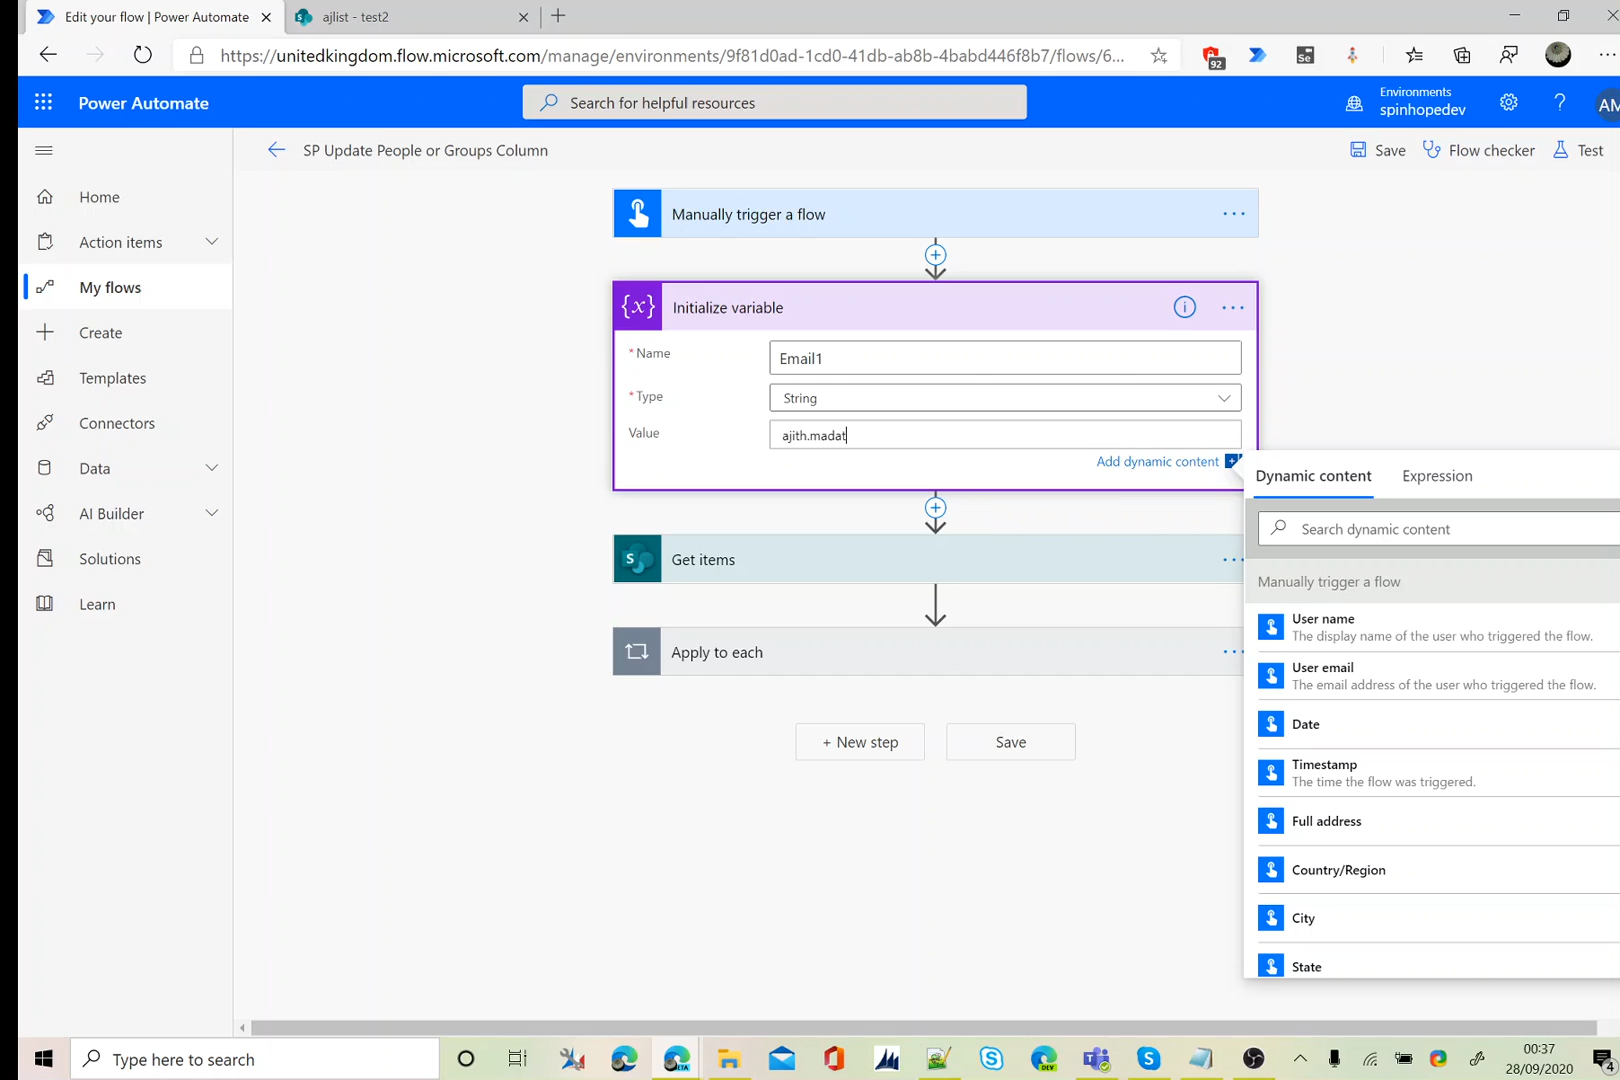 Edit your flow | Power Automate
ajlist - test2
https://unitedkingdom.flow.microsoft.com/manage/environments/9f81d0ad-1cd0-41db-ab8b-4babd446f8b7/flows/6...
92
Se
Power Automate
Search for helpful resources
Environments
spinhopedev
?
AM
SP Update People or Groups Column
Save
Flow checker
Test
Home
Action items
My flows
Create
Templates
Connectors
Data
AI Builder
Solutions
Learn
Manually trigger a flow
{x}
Initialize variable
* Name
Email1
* Type
String
Value
ajith.madat
Add dynamic content
Get items
Apply to each
+ New step
Save
Dynamic content
Expression
Search dynamic content
Manually trigger a flow
User name
The display name of the user who triggered the flow.
User email
The email address of the user who triggered the flow.
Date
Timestamp
The time the flow was triggered.
Full address
Country/Region
City
State
Type here to search
BETA
DEV
00:37
28/09/2020
4